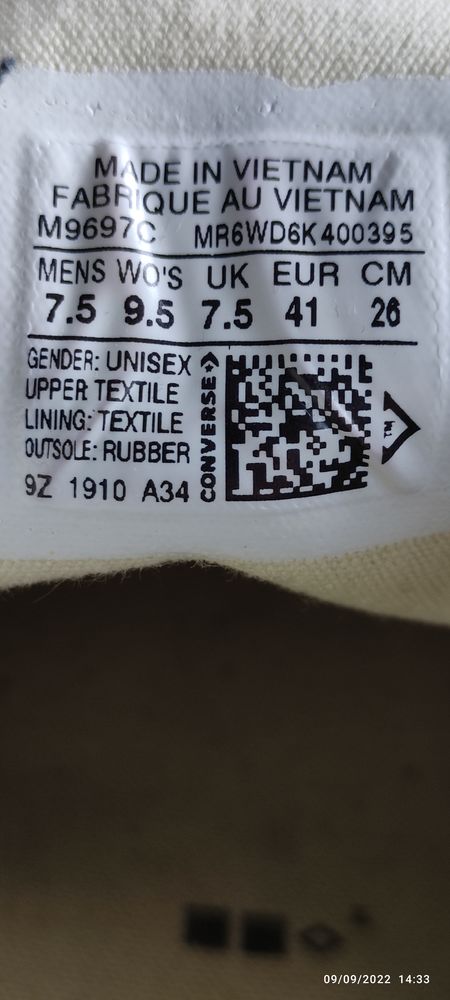 MADE IN VIETNAM
FABRIQUE AU VIETNAM
M9697C MR6WD6K400395
MENS WO'S UK EUR CM
7.5 9.5 7.5 41 26
GENDER: UNISEX
UPPER TEXTILE
LINING: TEXTILE
OUTSOLE: RUBBER
9Z 1910 A34
CONVERSE
09/09/2022 14:33